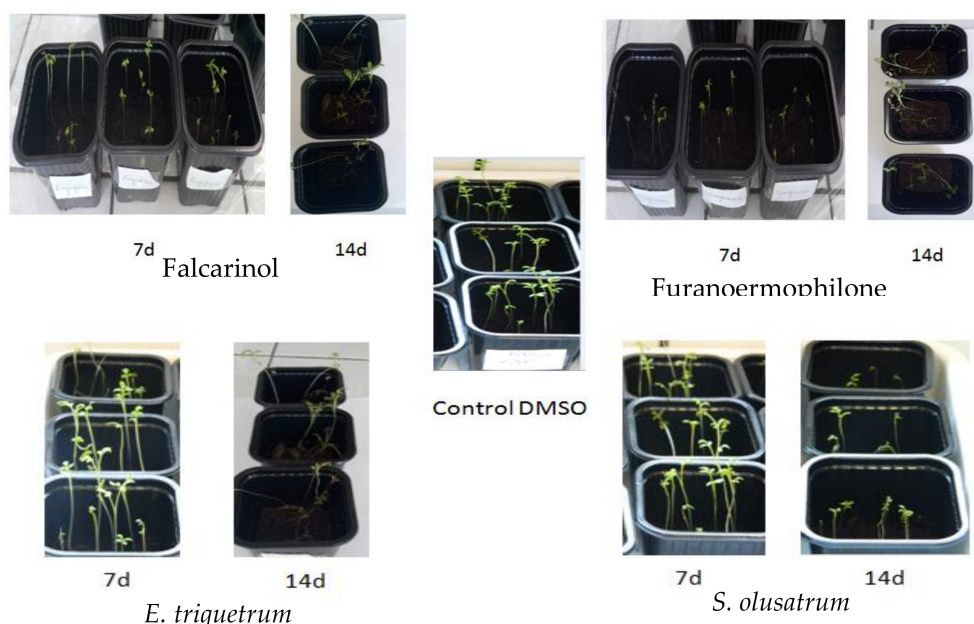 7d 14d
Falcarinol
7d 14d
Furanoermophilone
Control DMSO
7d 14d
E. triquetrum
7d 14d
S. olusatrum